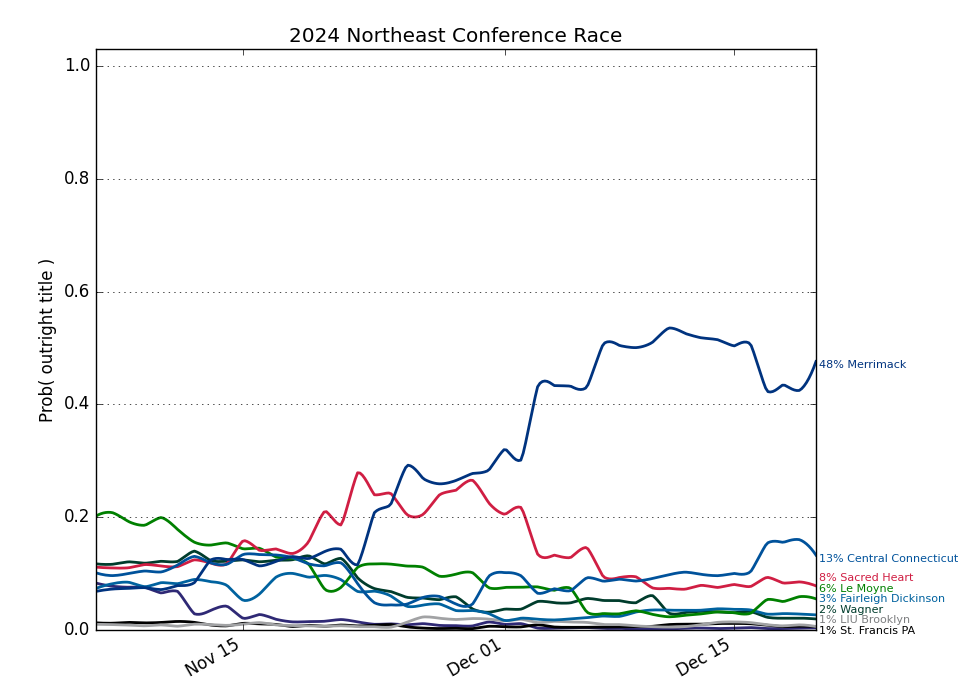 2024 Northeast Conference Race
Prob( outright title )
1.0
0.8
0.6
0.4
0.2
0.0
Nov 15
Dec 01
Dec 15
48% Merrimack
13% Central Connecticut
8% Sacred Heart
6% Le Moyne
3% Fairleigh Dickinson
2% Wagner
1% LIU Brooklyn
1% St. Francis PA